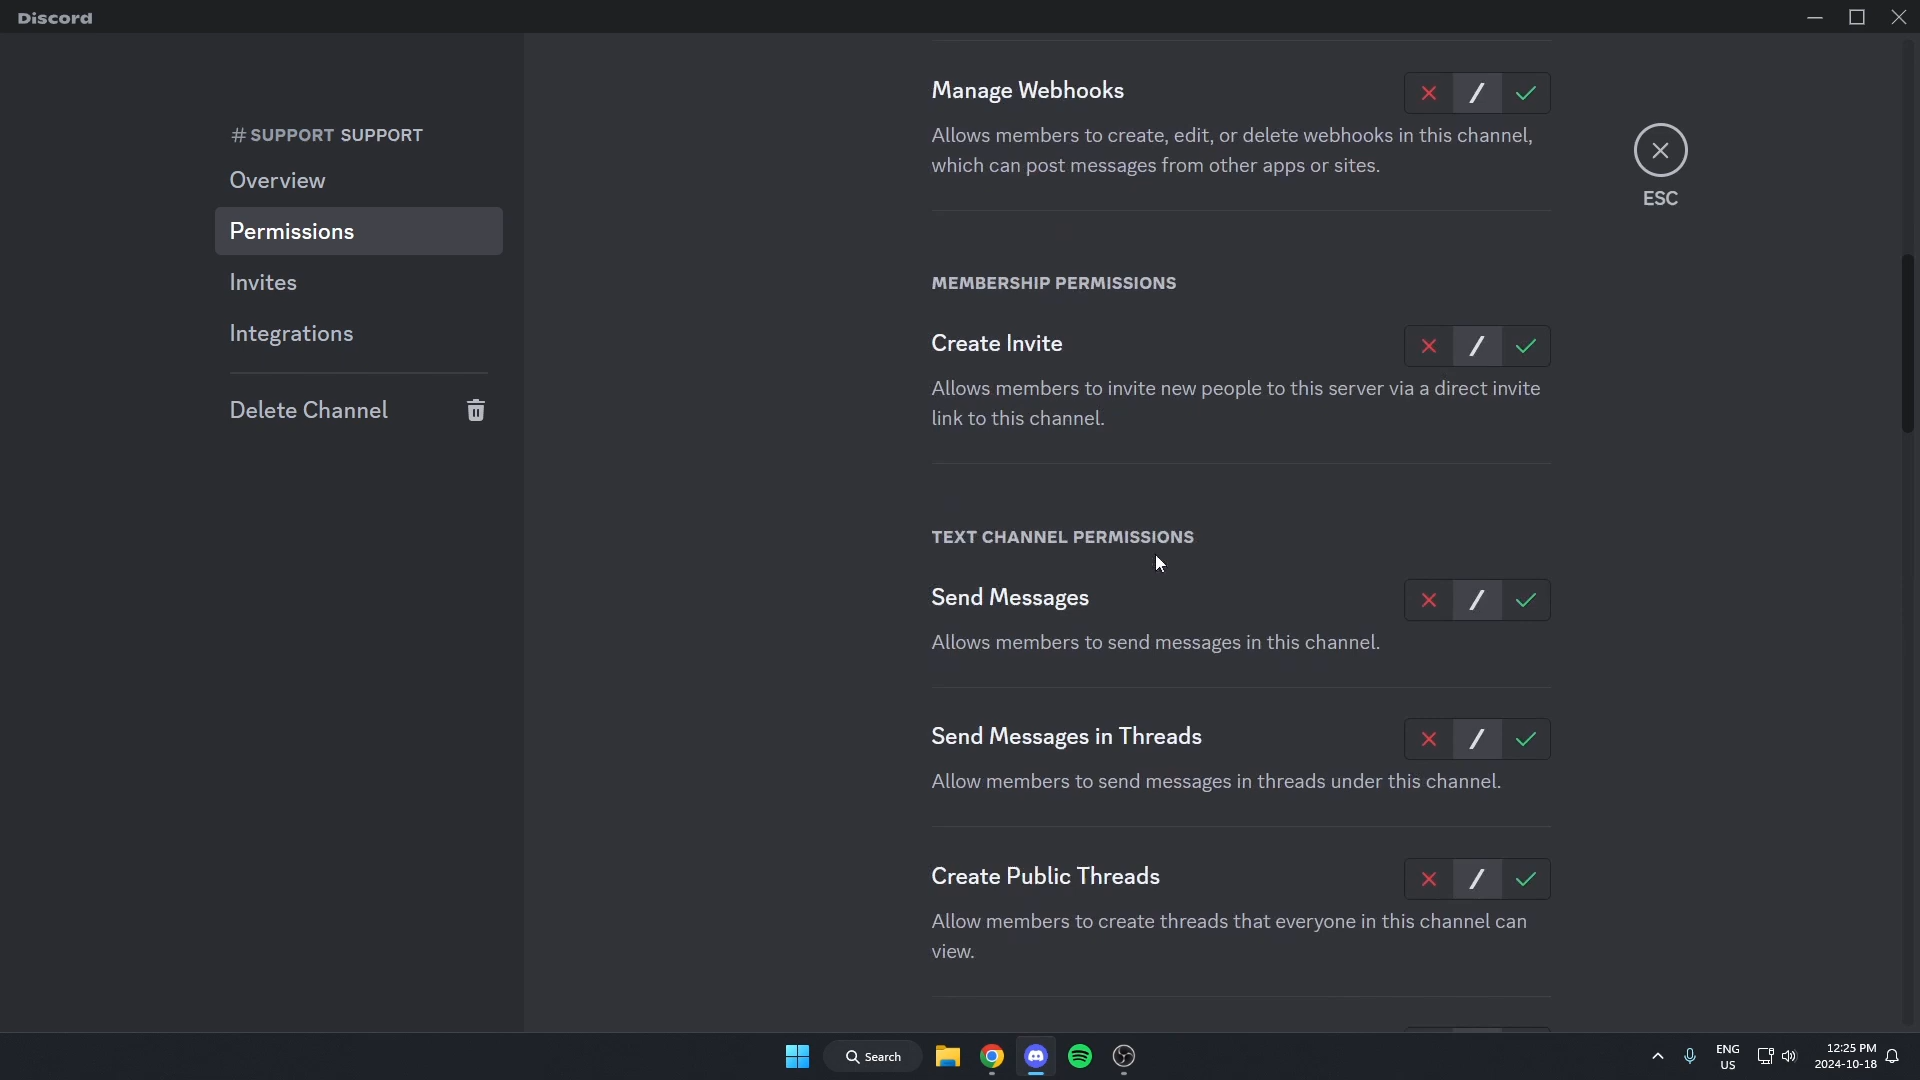 Discord
# SUPPORT SUPPORT
Overview
Permissions
Invites
Integrations
Delete Channel
Manage Webhooks
Allows members to create, edit, or delete webhooks in this channel,
which can post messages from other apps or sites.
ESC
MEMBERSHIP PERMISSIONS
Create Invite
Allows members to invite new people to this server via a direct invite
link to this channel.
TEXT CHANNEL PERMISSIONS
Send Messages
Allows members to send messages in this channel.
Send Messages in Threads
Allow members to send messages in threads under this channel.
Create Public Threads
Allow members to create threads that everyone in this channel can
view.
Search
ENG
US
12:25 PM
2024-10-18